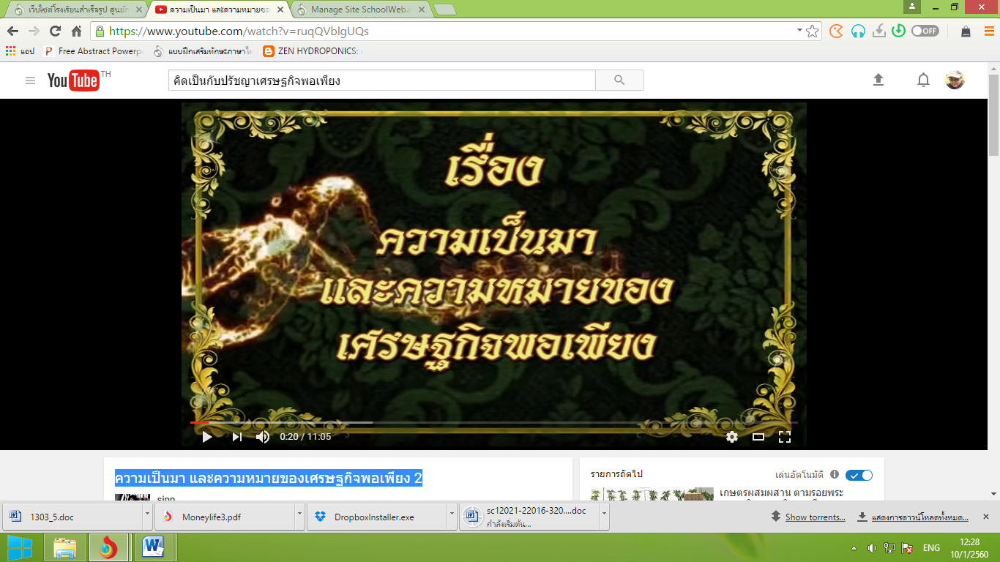 เว็บไซต์โรงเรียนสำเร็จรูป ศูนย์
ความเป็นมา และความหมายขอ
Manage Site SchoolWeb.i
https://www.youtube.com/watch?v=ruqQVblgUQs
OFF
แอป
Free Abstract Powerp
แบบฝึกเสริมทักษะภาษาไ
ZEN HYDROPONICS:
YouTube TH
คิดเป็นกับปรัชญาเศรษฐกิจพอเพียง
เรื่อง
ความเป็นมา
และความหมายของ
เศรษฐกิจพอเพียง
0:20 / 11:05
ความเป็นมา และความหมายของเศรษฐกิจพอเพียง 2
sipp
รายการถัดไป
เล่นอัตโนมัติ
เกษตรผสมผสาน ตามรอยพระ
1303_5.doc
Moneylife3.pdf
DropboxInstaller.exe
sc12021-22016-320....doc
กำลังเริ่มต้น...
Show torrents...
แสดงการดาวน์โหลดทั้งหมด...
ENG
12:28
10/1/2560